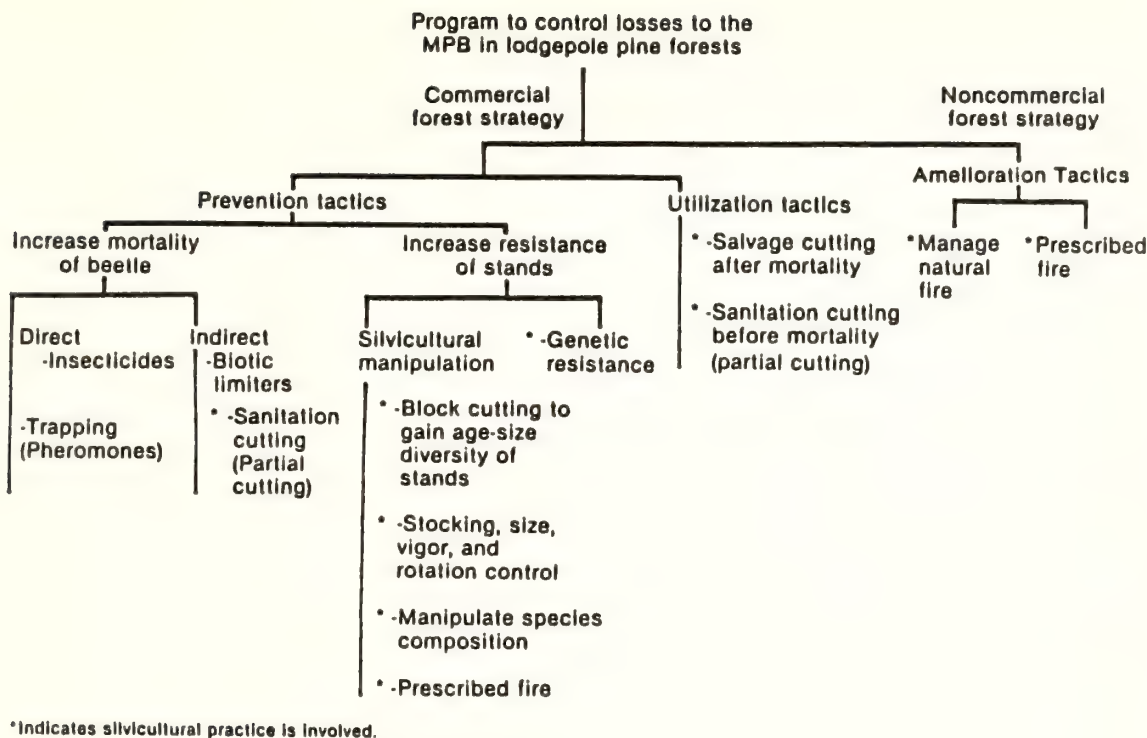 Program to control losses to the
MPB in lodgepole pine forests
Commercial
forest strategy
Noncommercial
forest strategy
Prevention tactics
Utilization tactics
Amelloration Tactics
Increase mortality
of beetle
Increase resistance
of stands
* -Salvage cutting
after mortality
* -Sanitation cutting
before mortality
(partial cutting)
*Manage
natural
fire
*Prescribed
fire
Direct
-Insecticides
-Trapping
(Pheromones)
Indirect
-Biotic
limiters
* -Sanitation
cutting
(Partial
cutting)
Silvicultural
manipulation
* -Block cutting to
gain age-size
diversity of
stands
* -Stocking, size,
vigor, and
rotation control
* -Manipulate species
composition
* -Prescribed fire
* -Genetic
resistance
*Indicates silvicultural practice is involved.